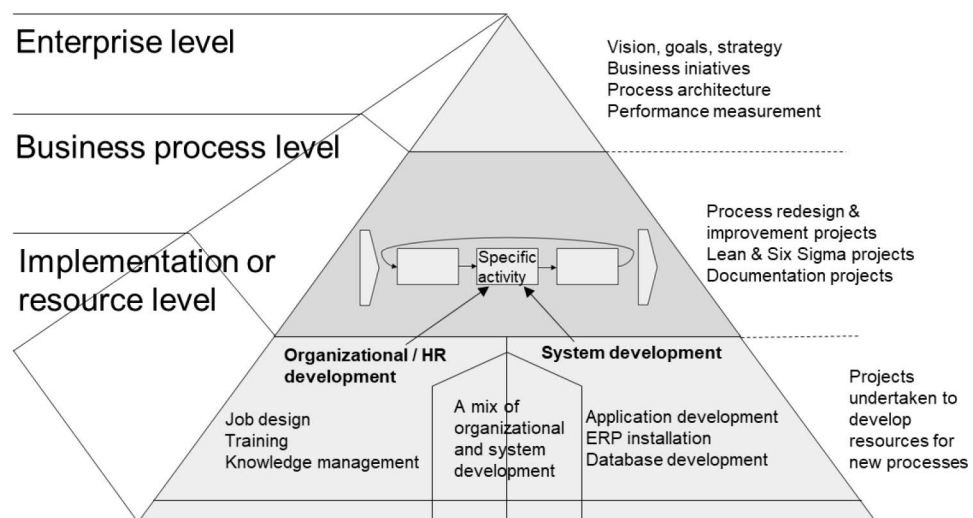 Enterprise level
Vision, goals, strategy
Business iniatives
Process architecture
Performance measurement
Business process level
Process redesign &
improvement projects
Lean & Six Sigma projects
Documentation projects
Specific
activity
Implementation or
resource level
Organizational / HR
development
System development
Job design
Training
Knowledge management
A mix of
organizational
and system
development
Application development
ERP installation
Database development
Projects
undertaken to
develop
resources for
new processes